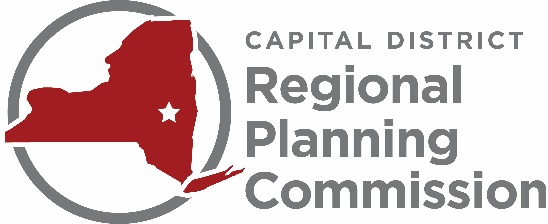 CAPITAL DISTRICT
Regional
Planning
Commission